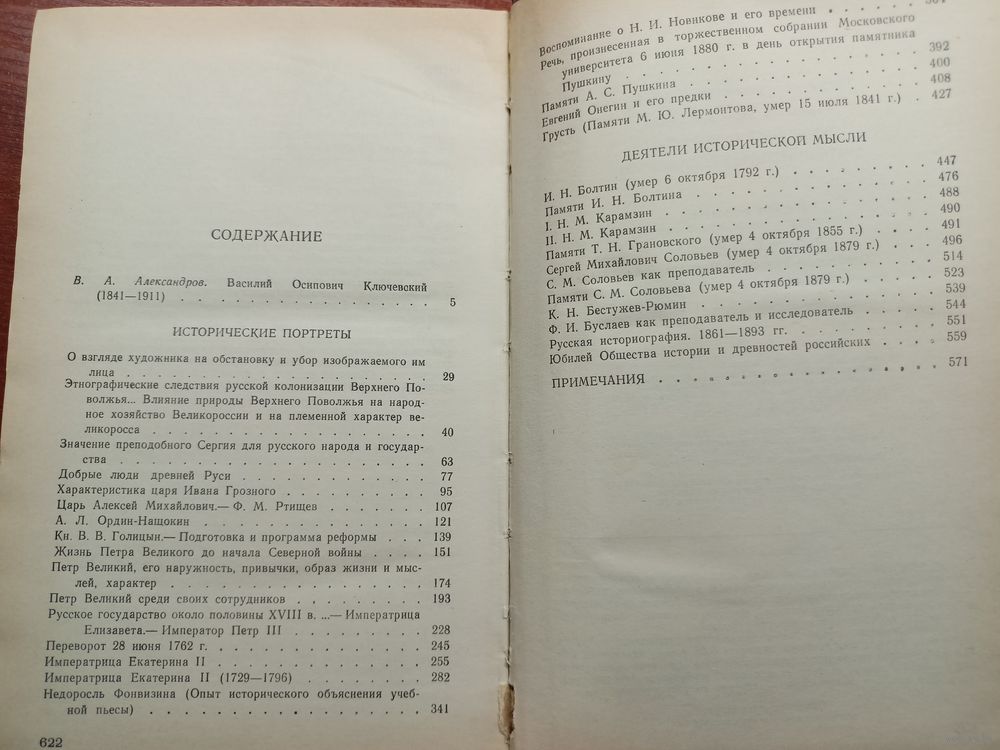 СОДЕРЖАНИЕ
В. А. Александров. Василий Осипович Ключевский
(1841—1911) . . . . . . . . . . . . . . . . . 5
ИСТОРИЧЕСКИЕ ПОРТРЕТЫ
О взгляде художника на обстановку и убор изображаемого им
лица . . . . . . . . . . . . . . . . . . . . 29
Этнографические следствия русской колонизации Верхнего По-
волжья... Влияние природы Верхнего Поволжья на народ-
ное хозяйство Великороссии и на племенной характер ве-
ликоросса . . . . . . . . . . . . . . . . . . 40
Значение преподобного Сергия для русского народа и государ-
ства . . . . . . . . . . . . . . . . . . . . 63
Добрые люди древней Руси . . . . . . . . . . . . 77
Характеристика царя Ивана Грозного . . . . . . . . . 95
Царь Алексей Михайлович.— Ф. М. Ртищев . . . . . . . 107
А. Л. Ордин-Нащокин . . . . . . . . . . . . . . 121
Кн. В. В. Голицын.— Подготовка и программа реформы . . . 139
Жизнь Петра Великого до начала Северной войны . . . . 151
Петр Великий, его наружность, привычки, образ жизни и мыс-
лей, характер . . . . . . . . . . . . . . . . 174
Петр Великий среди своих сотрудников . . . . . . . . . 193
Русское государство около половины XVIII в. ...— Императрица
Елизавета.— Император Петр III . . . . . . . . . 228
Переворот 28 июня 1762 г. . . . . . . . . . . . . . 245
Императрица Екатерина II . . . . . . . . . . . . . 255
Императрица Екатерина II (1729—1796) . . . . . . . . 282
Недоросль Фонвизина (Опыт исторического объяснения учеб-
ной пьесы) . . . . . . . . . . . . . . . . . 341
622
Воспоминание о Н. И. Новикове и его времени . . . . . .
Речь, произнесенная в торжественном собрании Московского
университета 6 июня 1880 г. в день открытия памятника
Пушкину . . . . . . . . . . . . . . . . . . 392
Памяти А. С. Пушкина . . . . . . . . . . . . . . 400
Евгений Онегин и его предки . . . . . . . . . . . . 408
Грусть (Памяти М. Ю. Лермонтова, умер 15 июля 1841 г.) . 427
ДЕЯТЕЛИ ИСТОРИЧЕСКОЙ МЫСЛИ
И. Н. Болтин (умер 6 октября 1792 г.) . . . . . . . . 447
Памяти И. Н. Болтина . . . . . . . . . . . . . . 476
I. Н. М. Карамзин . . . . . . . . . . . . . . . 488
II. Н. М. Карамзин . . . . . . . . . . . . . . . 490
Памяти Т. Н. Грановского (умер 4 октября 1855 г.) . . . . 491
Сергей Михайлович Соловьев (умер 4 октября 1879 г.) . . . 496
С. М. Соловьев как преподаватель . . . . . . . . . . 514
Памяти С. М. Соловьева (умер 4 октября 1879 г.) . . . . 523
К. Н. Бестужев-Рюмин . . . . . . . . . . . . . . 539
Ф. И. Буслаев как преподаватель и исследователь . . . . 544
Русская историография. 1861—1893 гг. . . . . . . . . 551
Юбилей Общества истории и древностей российских . . . . 559
ПРИМЕЧАНИЯ . . . . . . . . . . . . . . . . . 571